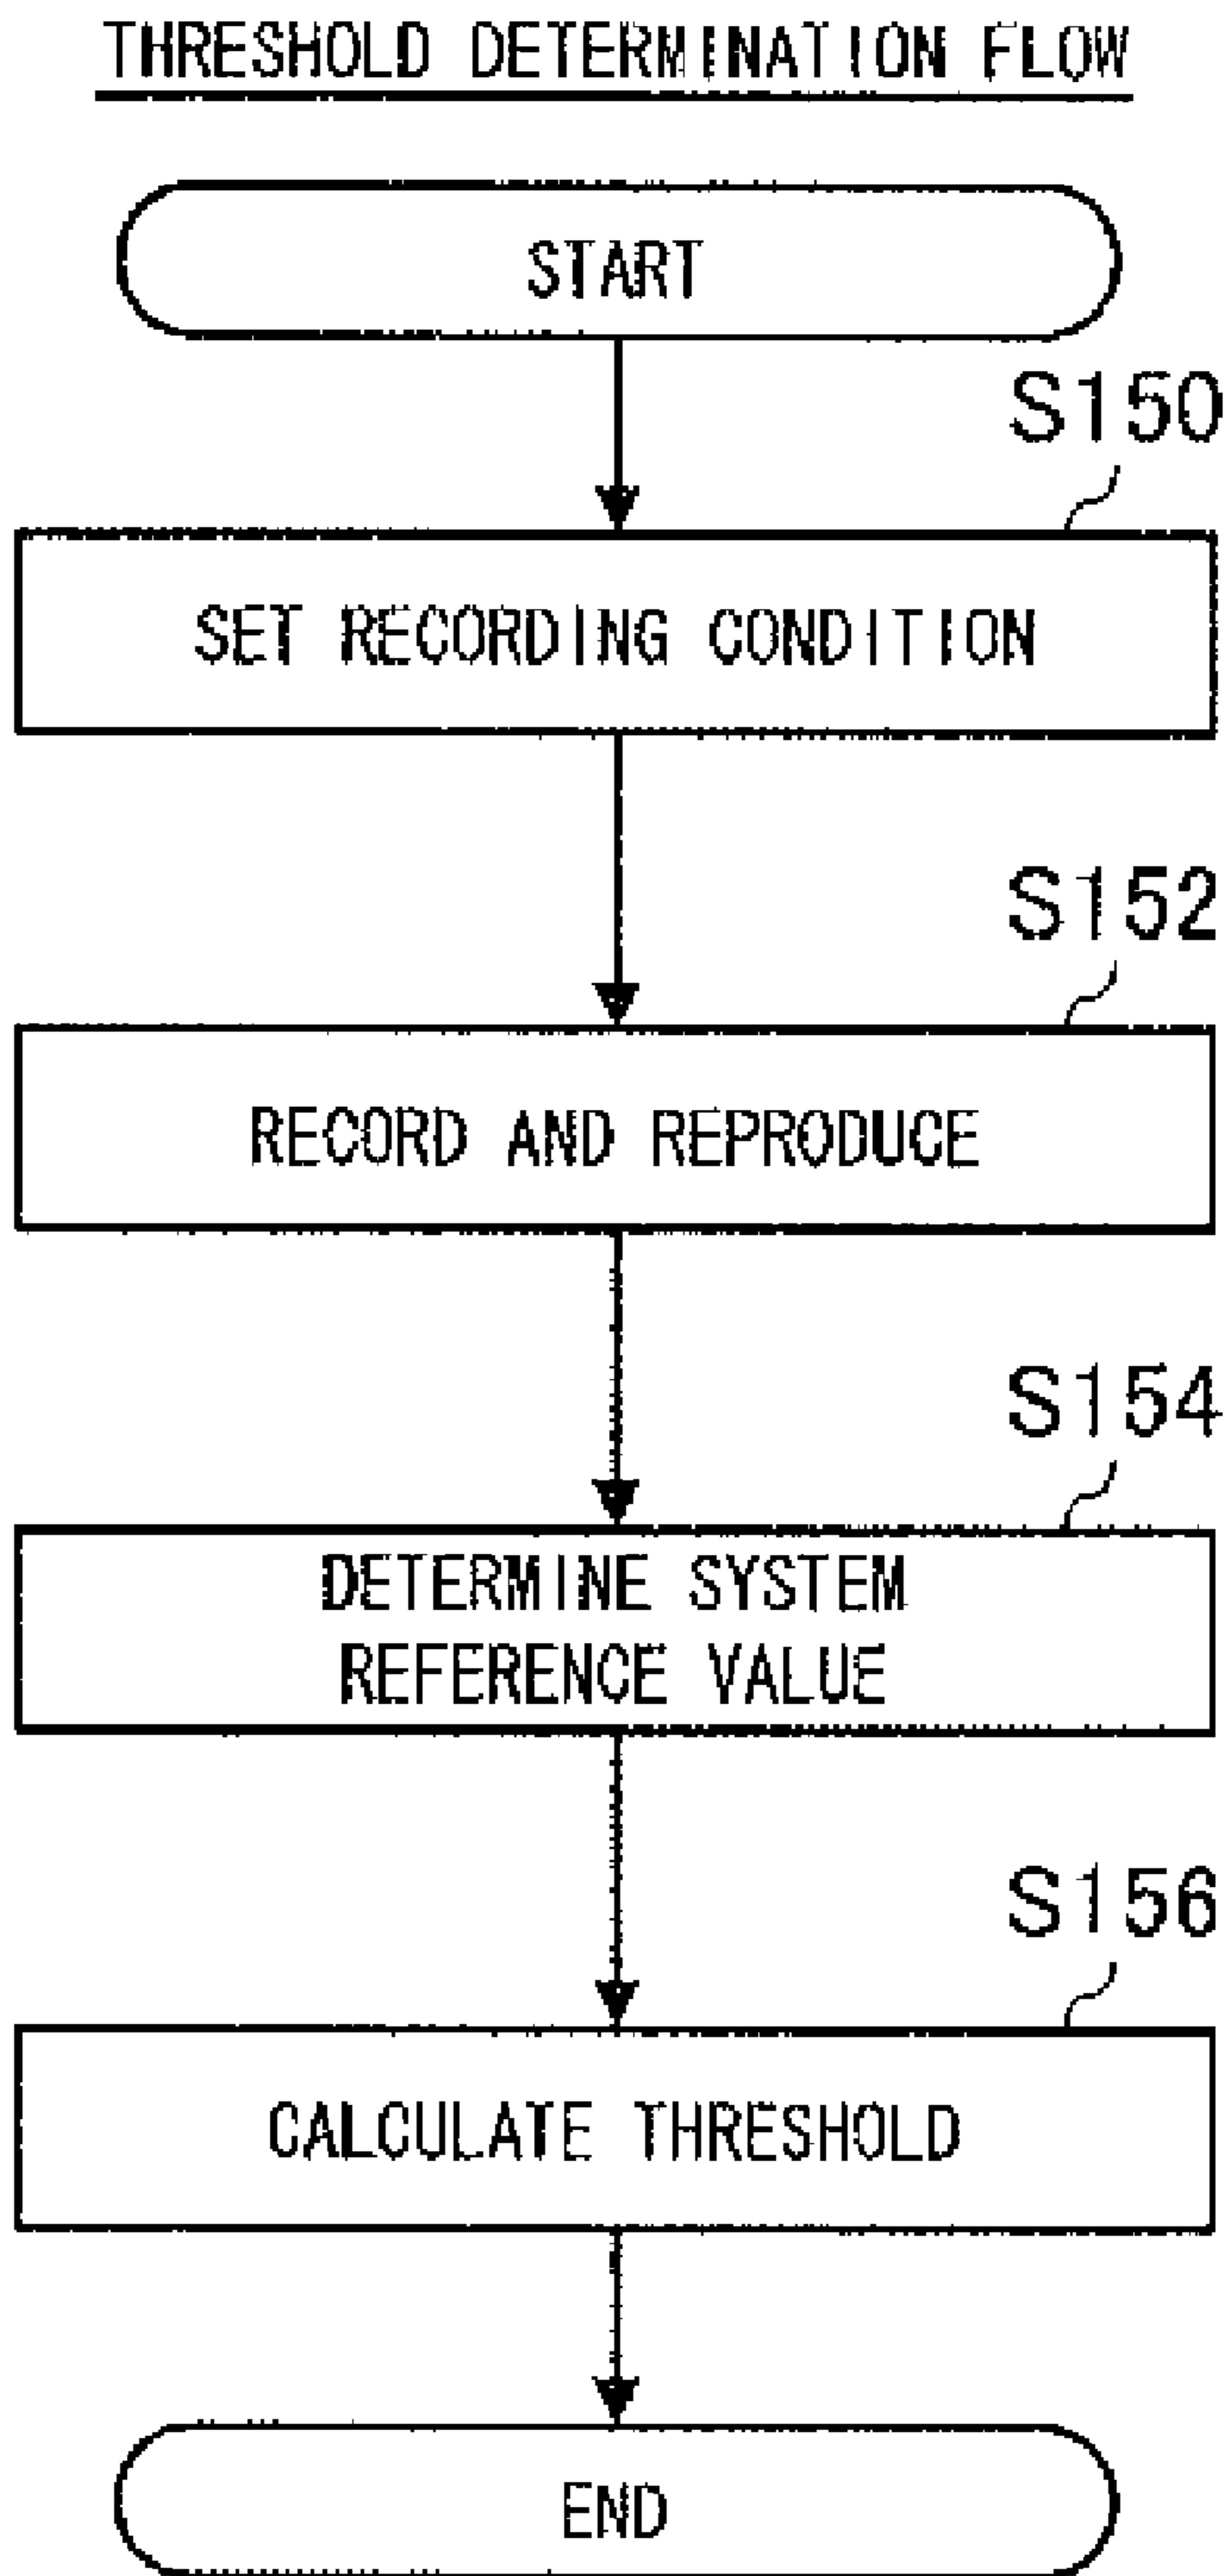 THRESHOLD DETERMINATION FLOW
START
S150
SET RECORDING CONDITION
S152
RECORD AND REPRODUCE
S154
DETERMINE SYSTEM
REFERENCE VALUE
S156
CALCULATE THRESHOLD
END